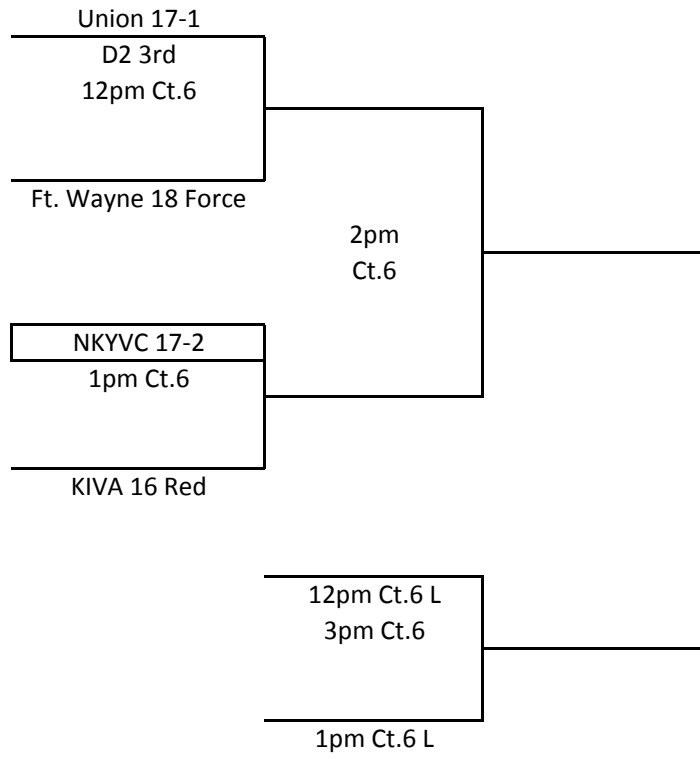 Union 17-1
D2 3rd
12pm Ct.6
Ft. Wayne 18 Force
2pm
Ct.6
NKYVC 17-2
1pm Ct.6
KIVA 16 Red
12pm Ct.6 L
3pm Ct.6
1pm Ct.6 L